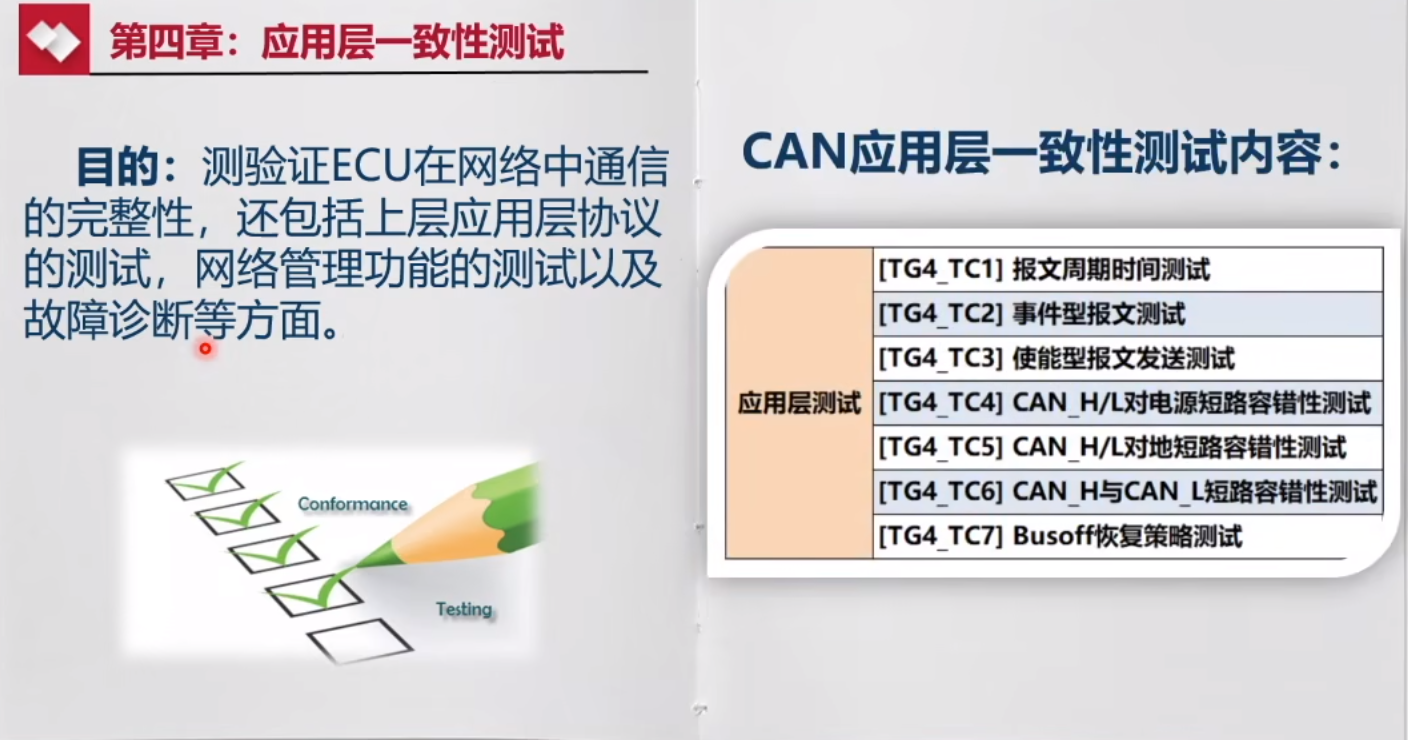 第四章：应用层一致性测试
目的：测验证ECU在网络中通信
的完整性，还包括上层应用层协议
的测试，网络管理功能的测试以及
故障诊断等方面。
Conformance
Testing
CAN应用层一致性测试内容：
应用层测试
[TG4_TC1] 报文周期时间测试
[TG4_TC2] 事件型报文测试
[TG4_TC3] 使能型报文发送测试
[TG4_TC4] CAN_H/L对电源短路容错性测试
[TG4_TC5] CAN_H/L对地短路容错性测试
[TG4_TC6] CAN_H与CAN_L短路容错性测试
[TG4_TC7] Busoff恢复策略测试